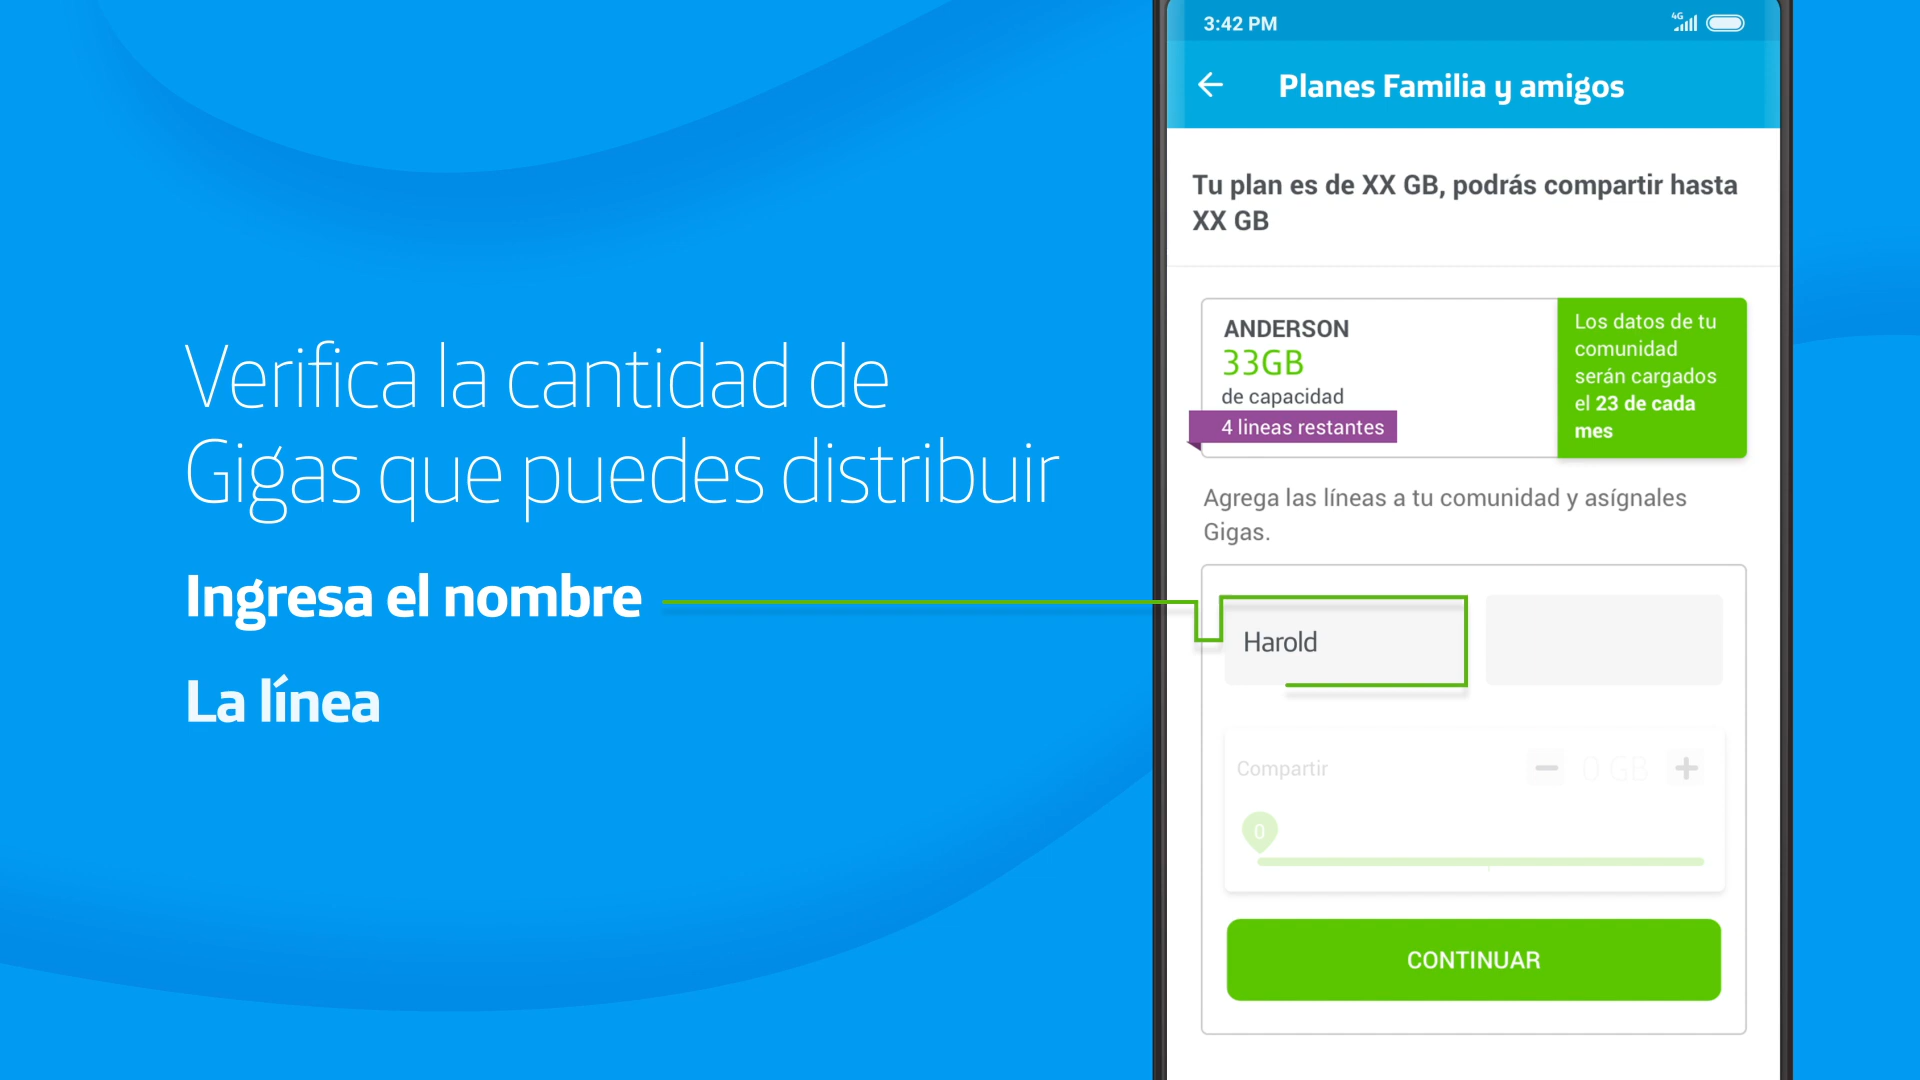 Verifica la cantidad de
Gigas que puedes distribuir
Ingresa el nombre
La línea
3:42 PM
4G
Planes Familia y amigos
Tu plan es de XX GB, podrás compartir hasta
XX GB
ANDERSON
33GB
de capacidad
4 lineas restantes
Los datos de tu
comunidad
serán cargados
el 23 de cada
mes
Agrega las líneas a tu comunidad y asígnales
Gigas.
Harold
Compartir
0 GB
0
CONTINUAR